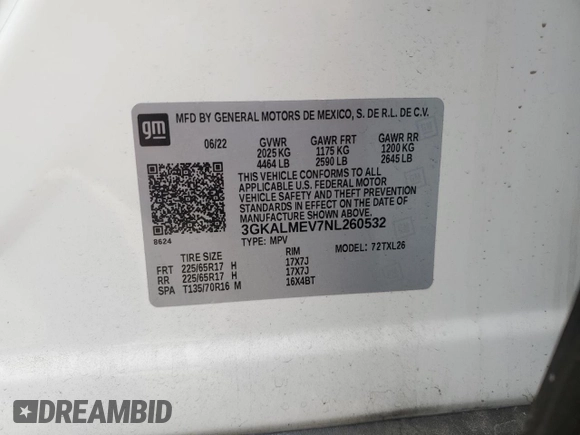 gm
MFD BY GENERAL MOTORS DE MEXICO, S. DE R.L. DE C.V.
06/22 GVWR GAWR FRT GAWR RR
2025 KG 1175 KG 1200 KG
4464 LB 2590 LB 2645 LB
THIS VEHICLE CONFORMS TO ALL
APPLICABLE U.S. FEDERAL MOTOR
VEHICLE SAFETY AND THEFT PREVENTION
STANDARDS IN EFFECT ON THE DATE OF
MANUFACTURE SHOWN ABOVE.
3GKALMEV7NL260532
8624 TYPE: MPV MODEL: 72TXL26
TIRE SIZE RIM
FRT 225/65R17 H 17X7J
RR 225/65R17 H 17X7J
SPA T135/70R16 M 16X4BT
DREAMBID